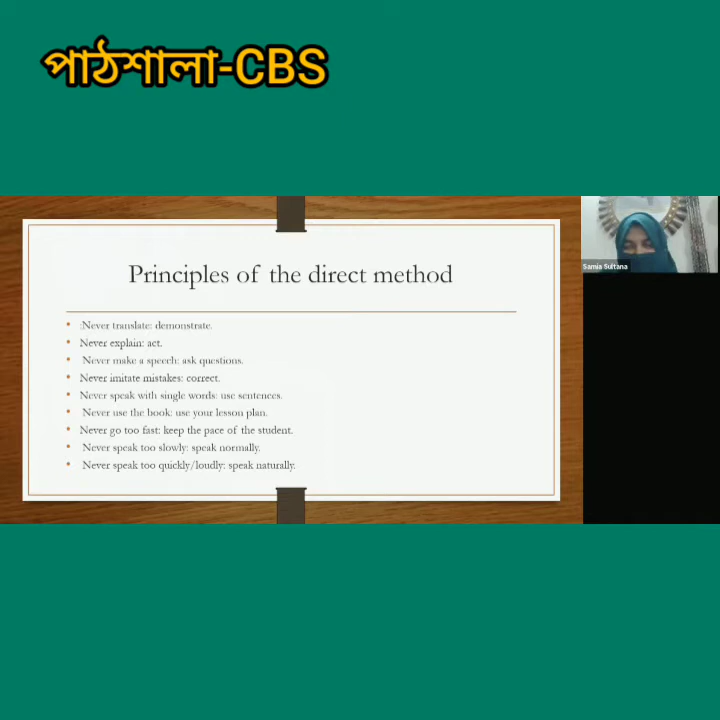 পাঠশালা-CBS
Principles of the direct method
:Never translate: demonstrate.
Never explain: act.
Never make a speech: ask questions.
Never imitate mistakes: correct.
Never speak with single words: use sentences.
Never use the book: use your lesson plan.
Never go too fast: keep the pace of the student.
Never speak too slowly: speak normally.
Never speak too quickly/loudly: speak naturally.
Samia Sultana